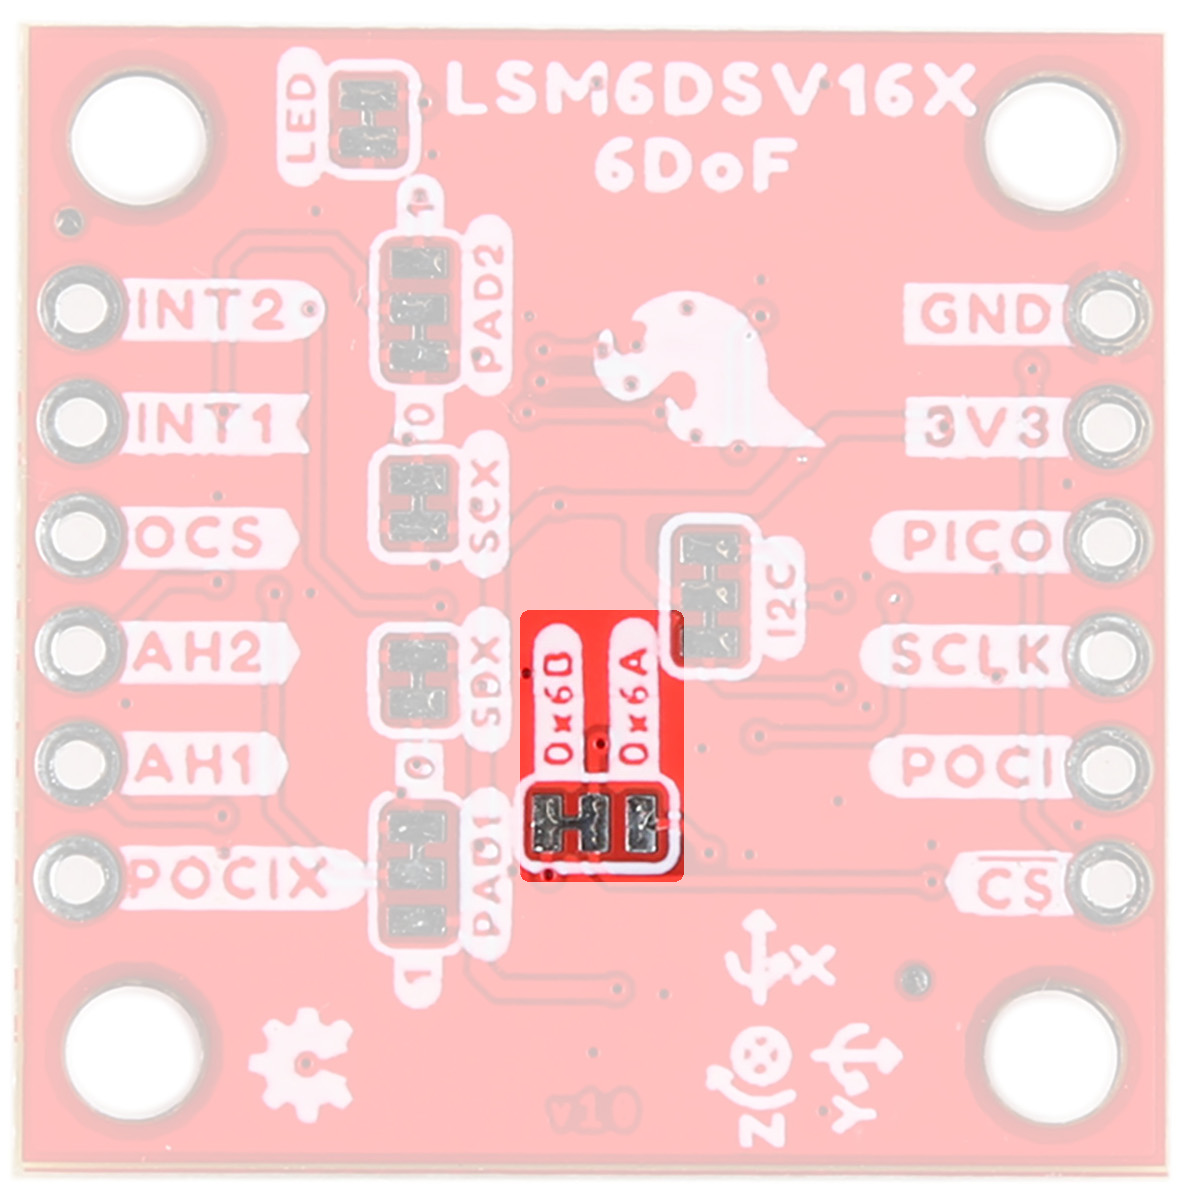 LED
LSM6DSV16X
6DoF
1
PAD2
INT2
GND
INT1
0
3V3
SCX
OCS
PICO
I2C
AH2
SDX
0x6B
0x6A
SCLK
AH1
0
POCI
POCIX
PAD1
CS
1
X
Y
Z
v10